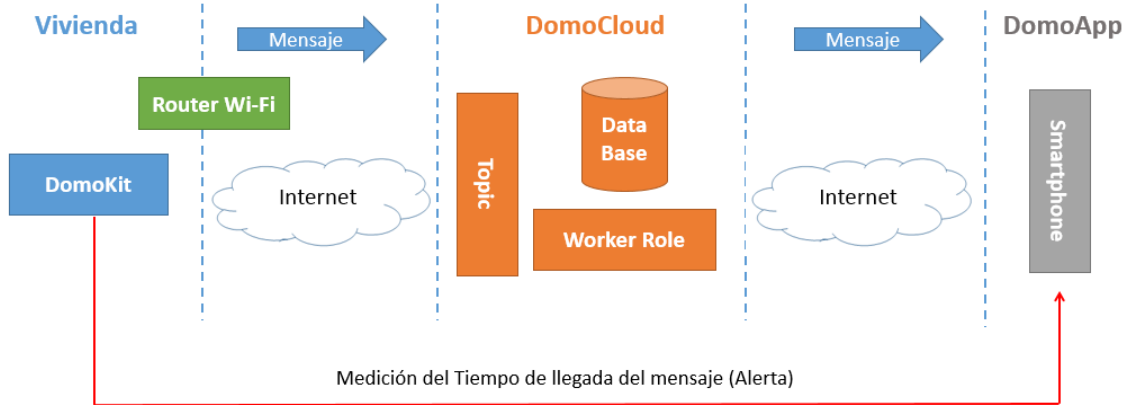 Vivienda
Mensaje
DomoCloud
Mensaje
DomoApp
Router Wi-Fi
DomoKit
Internet
Topic
Data
Base
Worker Role
Internet
Smartphone
Medición del Tiempo de llegada del mensaje (Alerta)